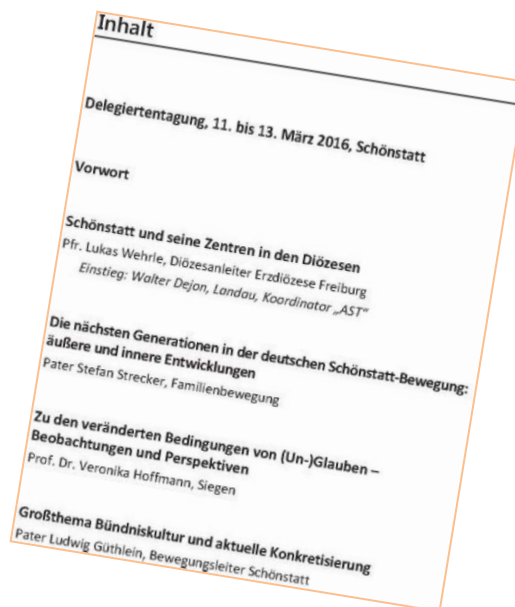 Inhalt
Delegiertentagung, 11. bis 13. März 2016, Schönstatt
Vorwort
Schönstatt und seine Zentren in den Diözesen
Pfr. Lukas Wehrle, Diözesanleiter Erzdiözese Freiburg
Einstieg: Walter Dejon, Landau, Koordinator „AST“
Die nächsten Generationen in der deutschen Schönstatt-Bewegung:
äußere und innere Entwicklungen
Pater Stefan Strecker, Familienbewegung
Zu den veränderten Bedingungen von (Un-)Glauben –
Beobachtungen und Perspektiven
Prof. Dr. Veronika Hoffmann, Siegen
Großthema Bündniskultur und aktuelle Konkretisierung
Pater Ludwig Güthlein, Bewegungsleiter Schönstatt